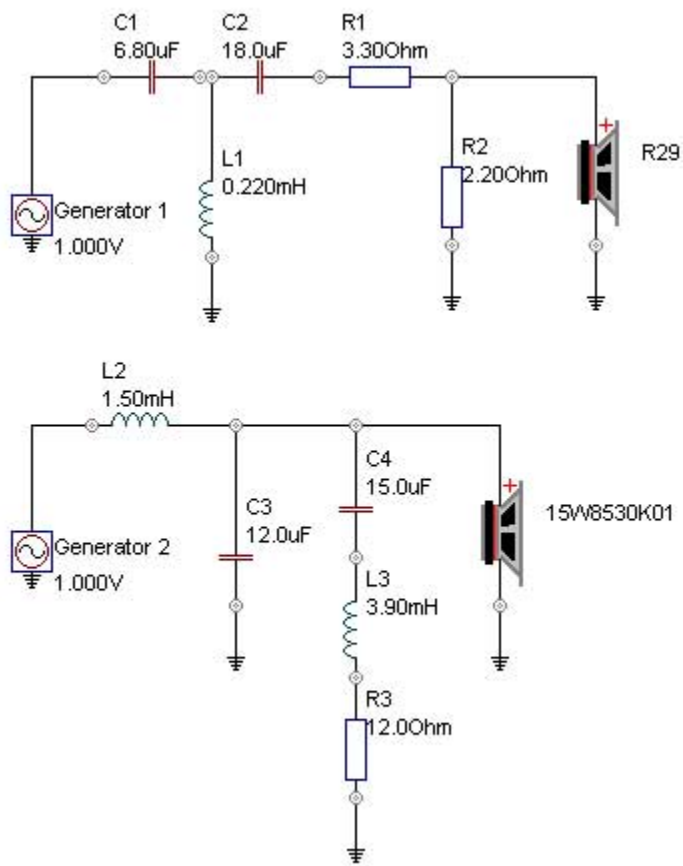 C1
6.80uF
C2
18.0uF
R1
3.30Ohm
L1
0.220mH
R2
2.20Ohm
R29
Generator 1
1.000V
L2
1.50mH
C3
12.0uF
C4
15.0uF
15W8530K01
Generator 2
1.000V
L3
3.90mH
R3
12.0Ohm